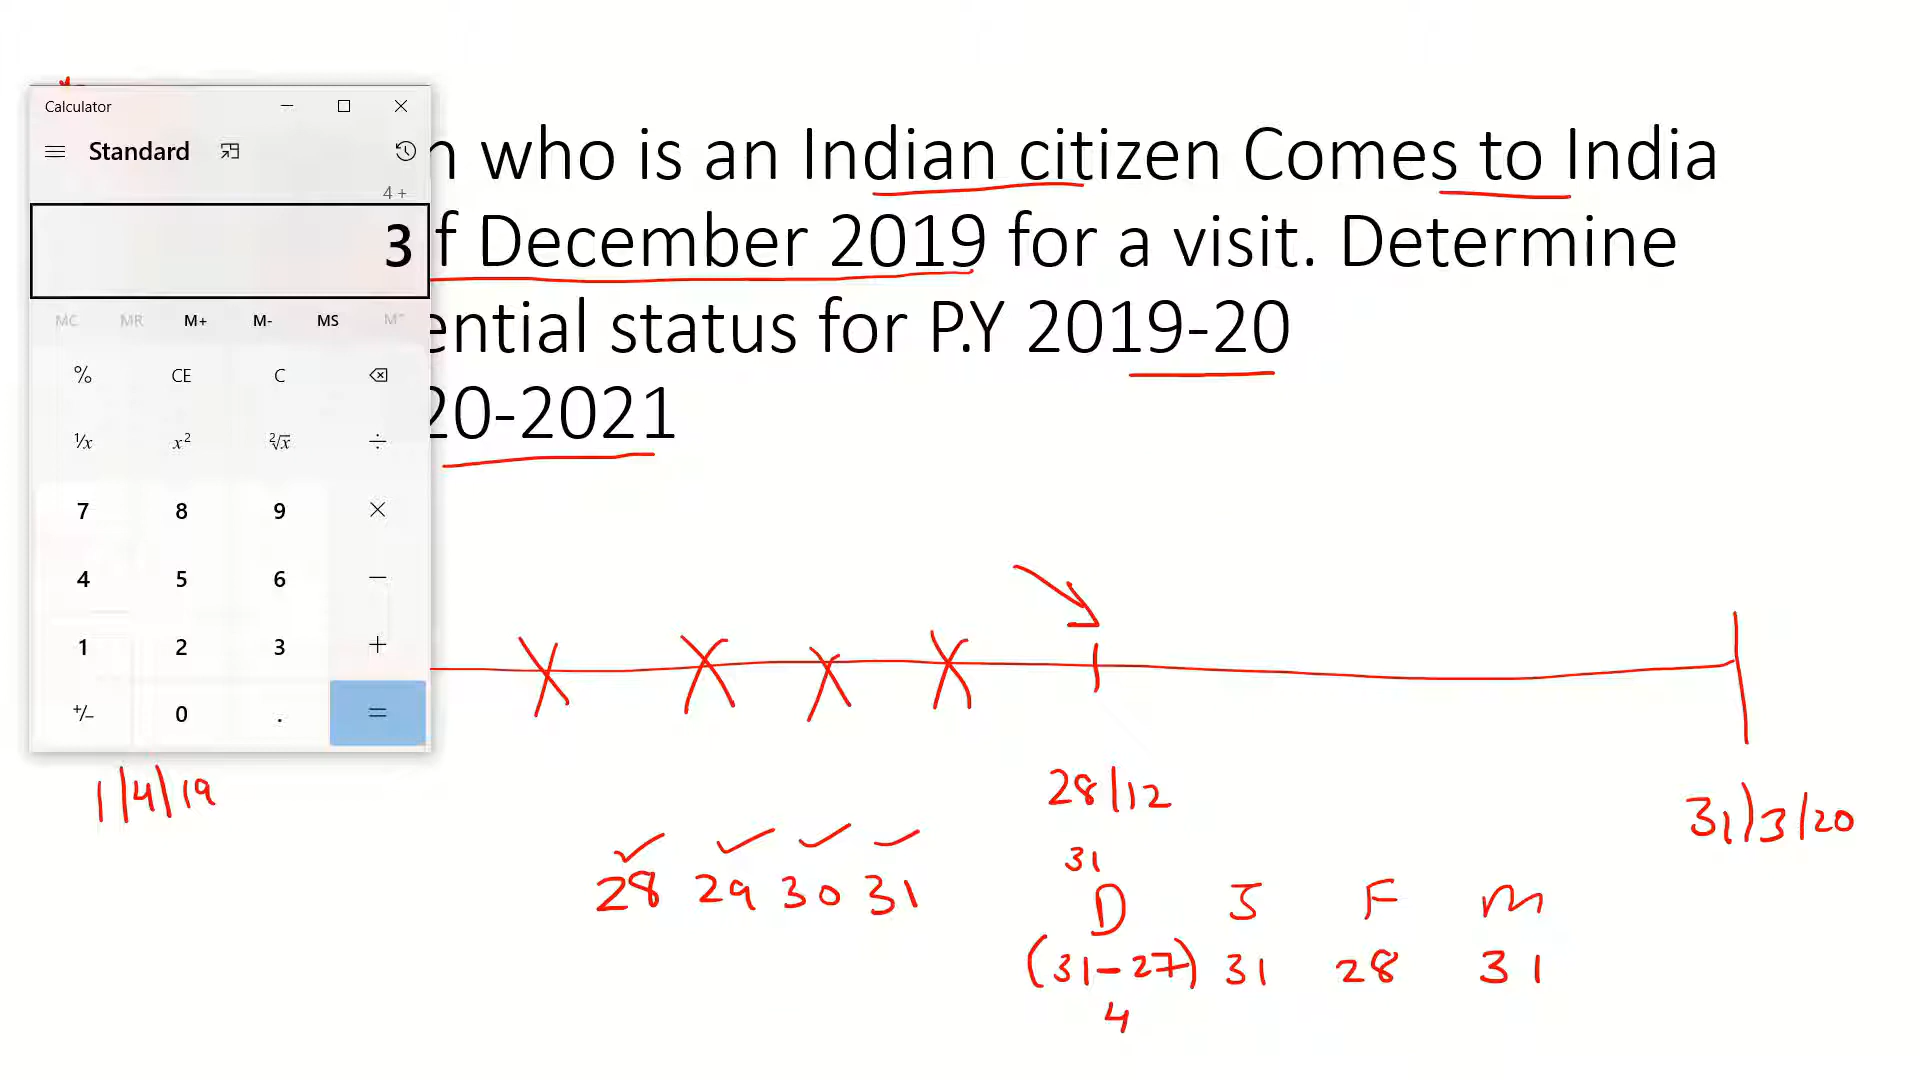 Calculator
Standard
4 +
3
MC MR M+ M- MS M˅
% CE C
¹/x x² ²√x ÷
7 8 9 ×
4 5 6 −
1 2 3 +
+/− 0 . =
who is an Indian citizen Comes to India
f December 2019 for a visit. Determine
ential status for P.Y 2019-20
20-2021
1/4/19
28/12
31/3/20
28 29 30 31
31
D J F M
(31-27) 31 28 31
4